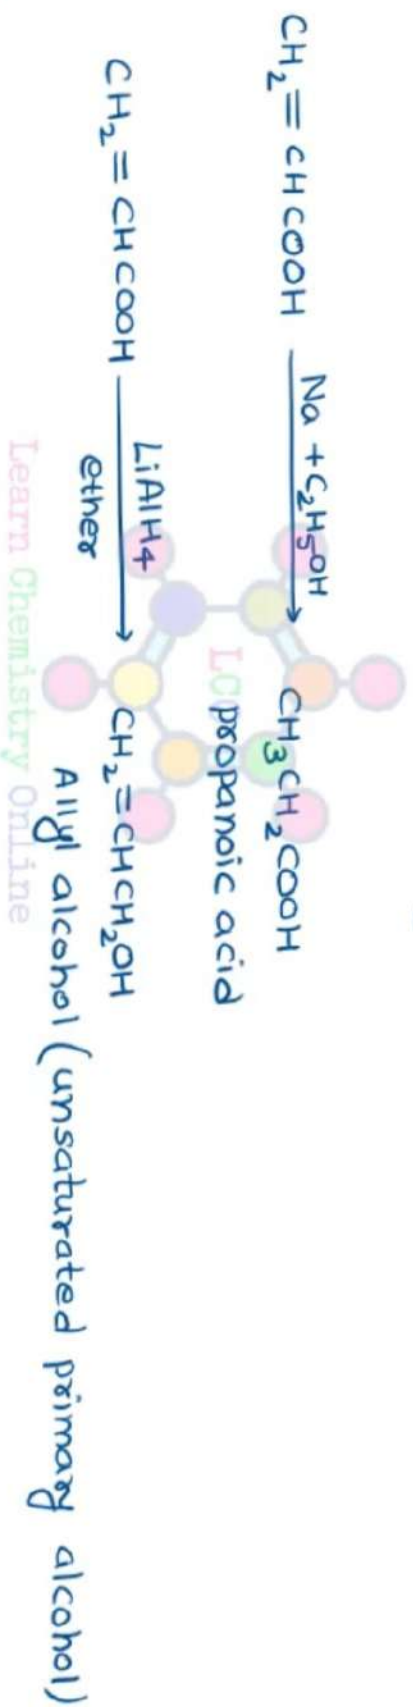 CH₂=CHCOOH Na+C₂H₅OH CH₃CH₂COOH
propanoic acid
CH₂=CHCOOH LiAlH₄ CH₂=CHCH₂OH
ether
Allyl alcohol (unsaturated primary alcohol)
LC
Learn Chemistry Online